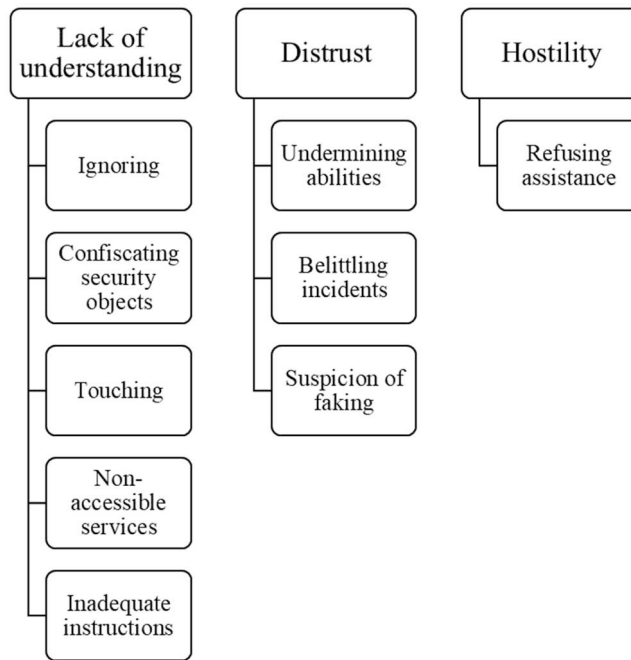 Lack of
understanding
Ignoring
Confiscating
security
objects
Touching
Non-
accessible
services
Inadequate
instructions
Distrust
Undermining
abilities
Belittling
incidents
Suspicion of
faking
Hostility
Refusing
assistance